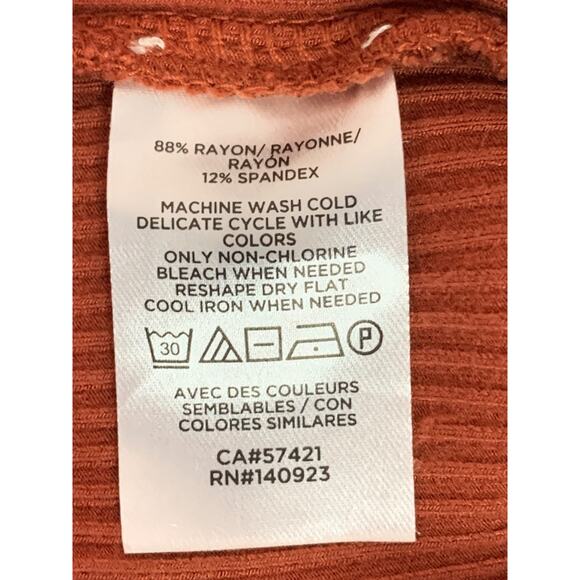 88% RAYON/ RAYONNE/
RAYÓN
12% SPANDEX
MACHINE WASH COLD
DELICATE CYCLE WITH LIKE
COLORS
ONLY NON-CHLORINE
BLEACH WHEN NEEDED
RESHAPE DRY FLAT
COOL IRON WHEN NEEDED
30 P
AVEC DES COULEURS
SEMBLABLES / CON
COLORES SIMILARES
CA#57421
RN#140923